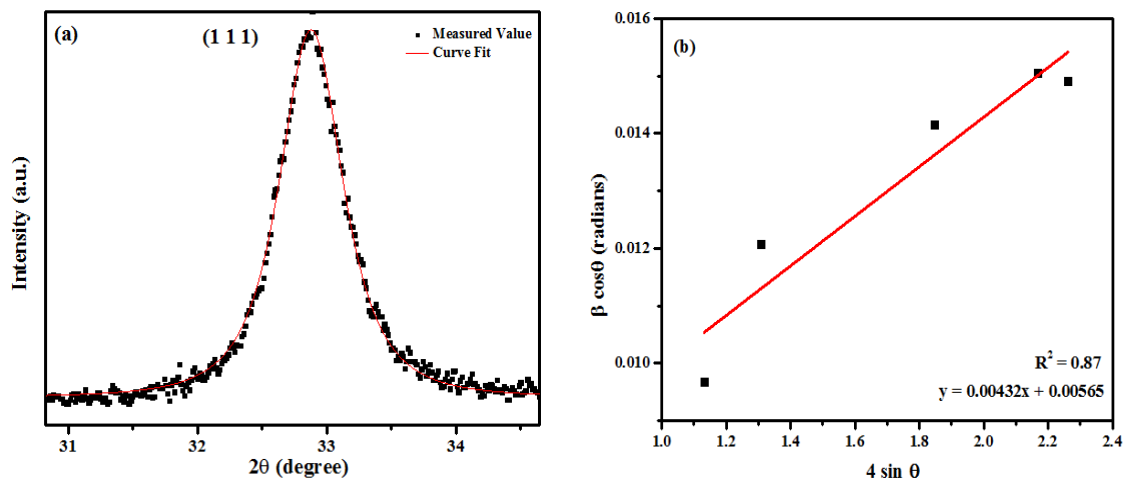 (a)
(1 1 1)
Measured Value
Curve Fit
Intensity (a.u.)
31 32 33 34
2θ (degree)
(b)
0.016
0.014
0.012
0.010
β cosθ (radians)
R² = 0.87
y = 0.00432x + 0.00565
1.0 1.2 1.4 1.6 1.8 2.0 2.2 2.4
4 sin θ